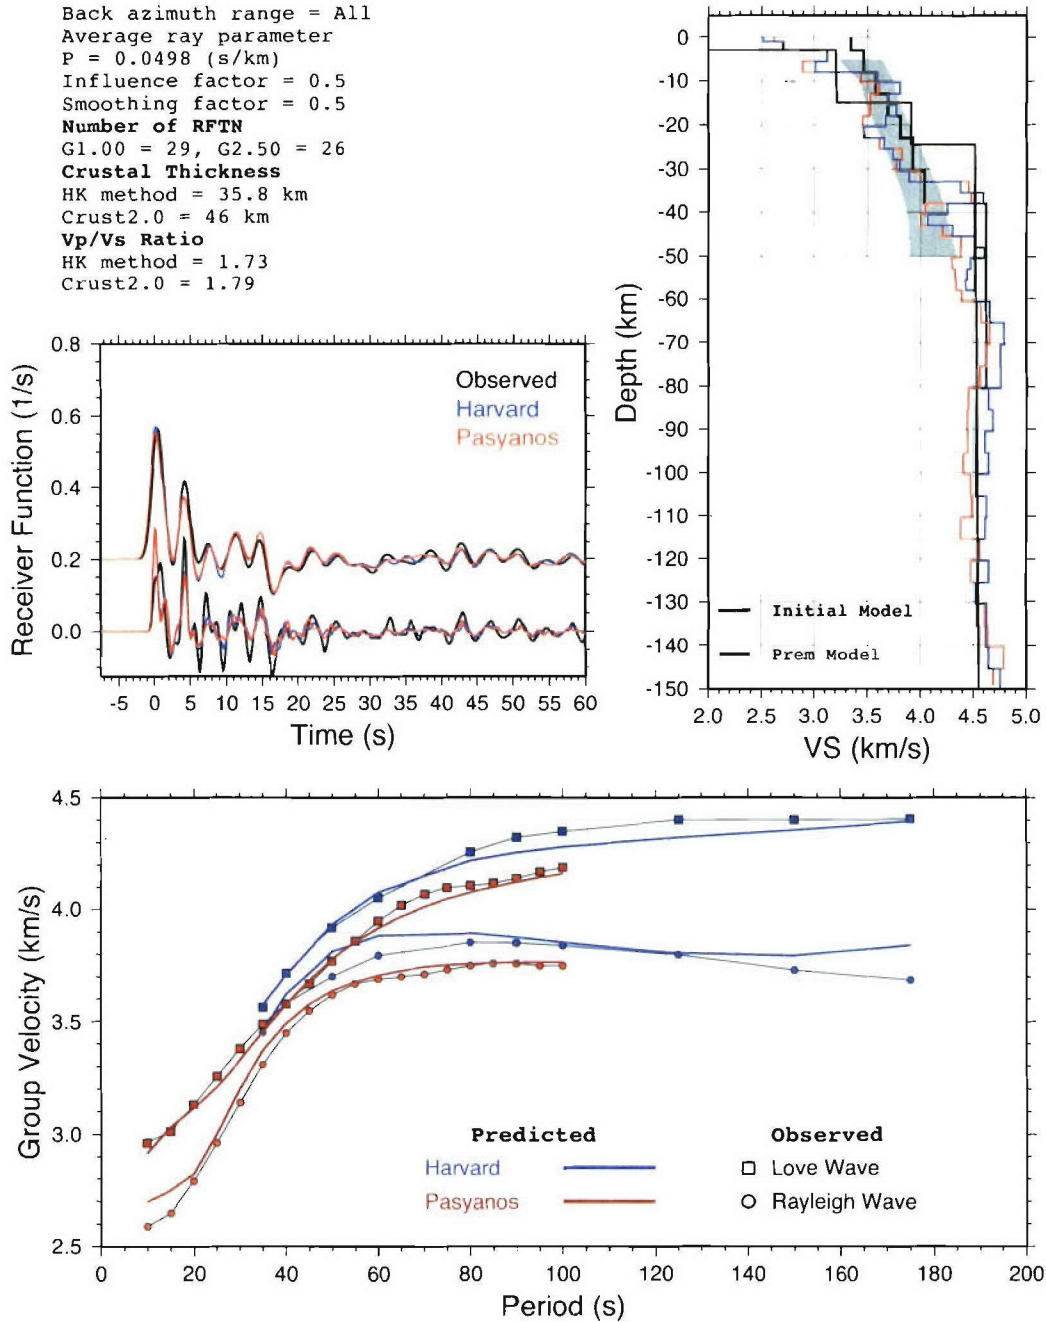 Back azimuth range = All
Average ray parameter
P = 0.0498 (s/km)
Influence factor = 0.5
Smoothing factor = 0.5
Number of RFTN
G1.00 = 29, G2.50 = 26
Crustal Thickness
HK method = 35.8 km
Crust2.0 = 46 km
Vp/Vs Ratio
HK method = 1.73
Crust2.0 = 1.79
Receiver Function (1/s)
0.8
0.6
0.4
0.2
0.0
Observed
Harvard
Pasyanos
-5 0 5 10 15 20 25 30 35 40 45 50 55 60
Time (s)
Depth (km)
0
-10
-20
-30
-40
-50
-60
-70
-80
-90
-100
-110
-120
-130
-140
-150
Initial Model
Prem Model
2.0 2.5 3.0 3.5 4.0 4.5 5.0
VS (km/s)
Group Velocity (km/s)
4.5
4.0
3.5
3.0
2.5
Predicted Observed
Harvard Love Wave
Pasyanos Rayleigh Wave
0 20 40 60 80 100 120 140 160 180 200
Period (s)